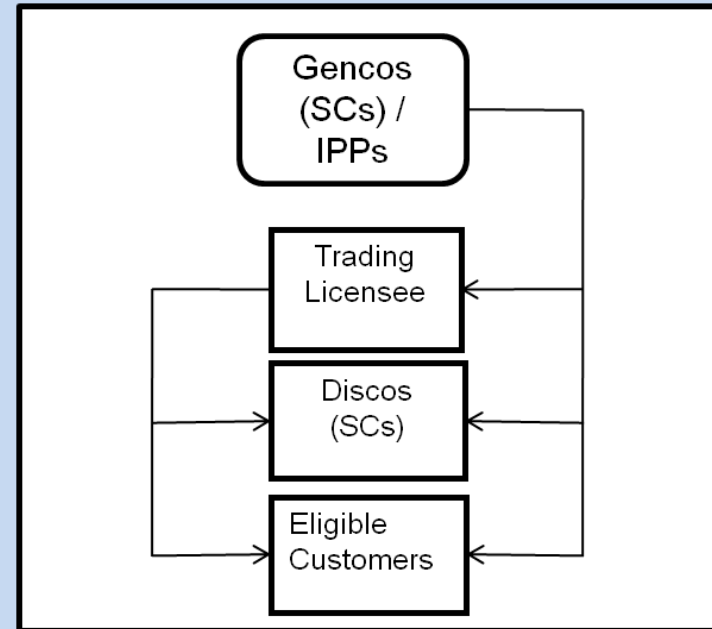 Gencos
(SCs) /
IPPs
Trading
Licensee
Discos
(SCs)
Eligible
Customers